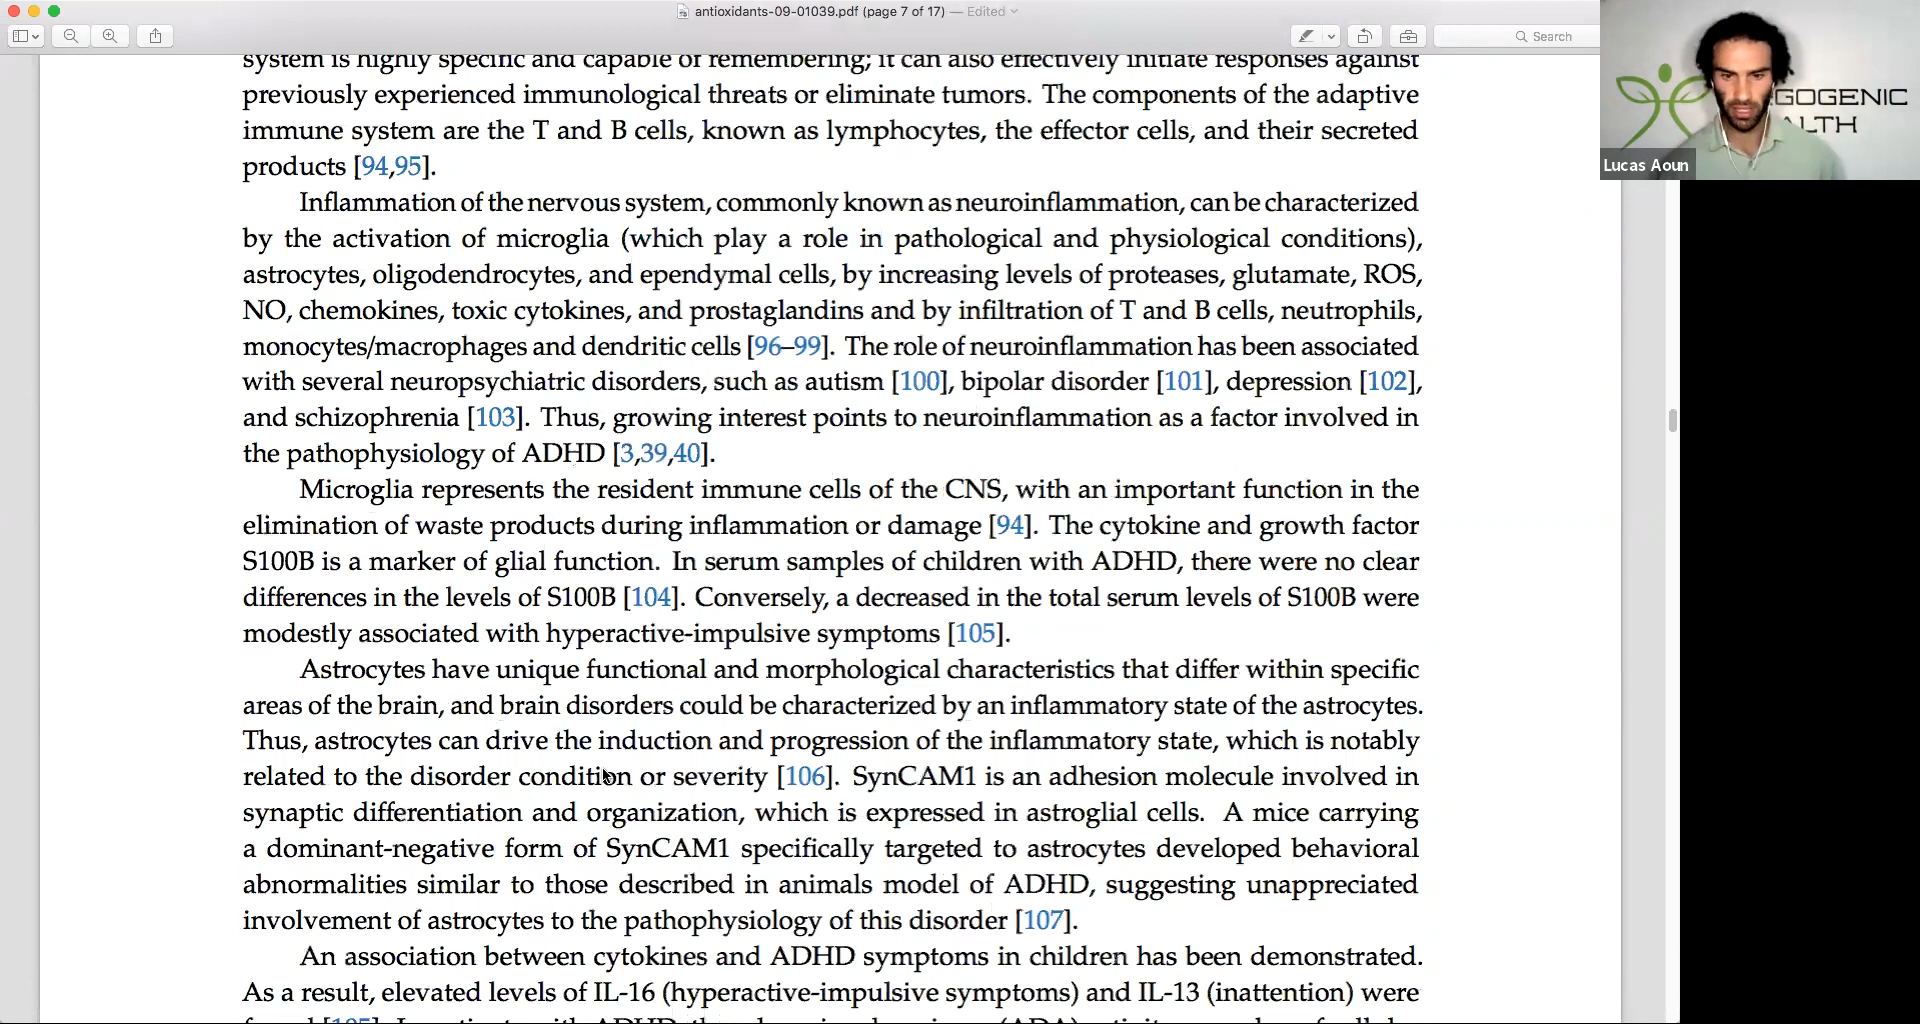 antioxidants-09-01039.pdf (page 7 of 17) — Edited
Search
system is highly specific and capable of remembering; it can also effectively initiate responses against
previously experienced immunological threats or eliminate tumors. The components of the adaptive
immune system are the T and B cells, known as lymphocytes, the effector cells, and their secreted
products [94,95].
Inflammation of the nervous system, commonly known as neuroinflammation, can be characterized
by the activation of microglia (which play a role in pathological and physiological conditions),
astrocytes, oligodendrocytes, and ependymal cells, by increasing levels of proteases, glutamate, ROS,
NO, chemokines, toxic cytokines, and prostaglandins and by infiltration of T and B cells, neutrophils,
monocytes/macrophages and dendritic cells [96–99]. The role of neuroinflammation has been associated
with several neuropsychiatric disorders, such as autism [100], bipolar disorder [101], depression [102],
and schizophrenia [103]. Thus, growing interest points to neuroinflammation as a factor involved in
the pathophysiology of ADHD [3,39,40].
Microglia represents the resident immune cells of the CNS, with an important function in the
elimination of waste products during inflammation or damage [94]. The cytokine and growth factor
S100B is a marker of glial function. In serum samples of children with ADHD, there were no clear
differences in the levels of S100B [104]. Conversely, a decreased in the total serum levels of S100B were
modestly associated with hyperactive-impulsive symptoms [105].
Astrocytes have unique functional and morphological characteristics that differ within specific
areas of the brain, and brain disorders could be characterized by an inflammatory state of the astrocytes.
Thus, astrocytes can drive the induction and progression of the inflammatory state, which is notably
related to the disorder condition or severity [106]. SynCAM1 is an adhesion molecule involved in
synaptic differentiation and organization, which is expressed in astroglial cells. A mice carrying
a dominant-negative form of SynCAM1 specifically targeted to astrocytes developed behavioral
abnormalities similar to those described in animals model of ADHD, suggesting unappreciated
involvement of astrocytes to the pathophysiology of this disorder [107].
An association between cytokines and ADHD symptoms in children has been demonstrated.
As a result, elevated levels of IL-16 (hyperactive-impulsive symptoms) and IL-13 (inattention) were
GOGENIC
ALTH
Lucas Aoun